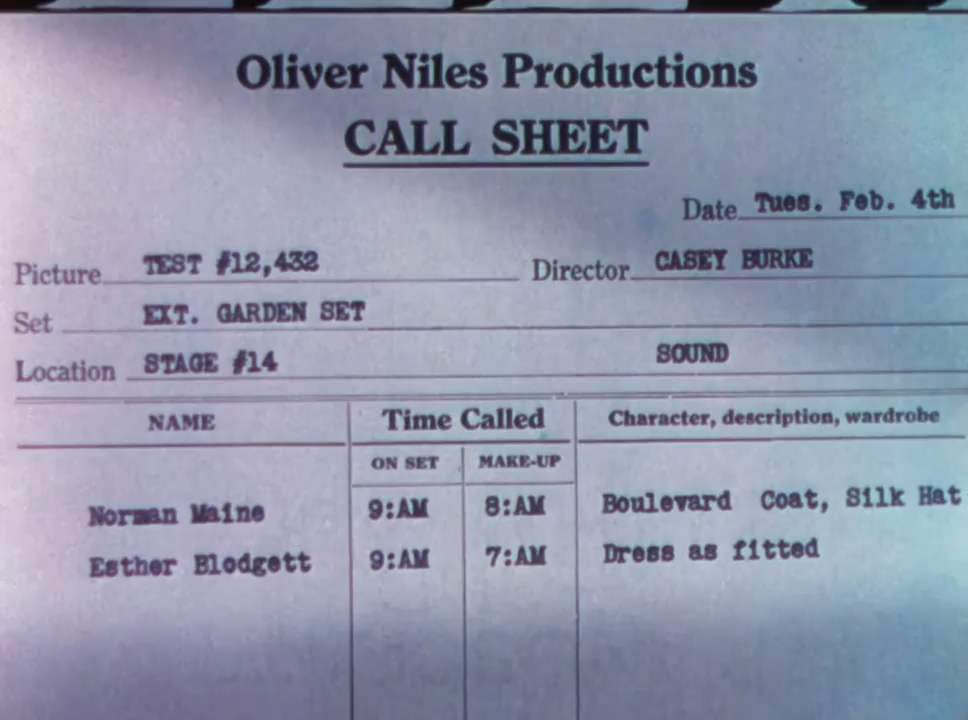 Oliver Niles Productions
CALL SHEET
Date Tues. Feb. 4th
Picture TEST #12,432 Director CASEY BURKE
Set EXT. GARDEN SET
Location STAGE #14 SOUND
NAME Time Called Character, description, wardrobe
ON SET MAKE-UP
Norman Maine 9:AM 8:AM Boulevard Coat, Silk Hat
Esther Blodgett 9:AM 7:AM Dress as fitted